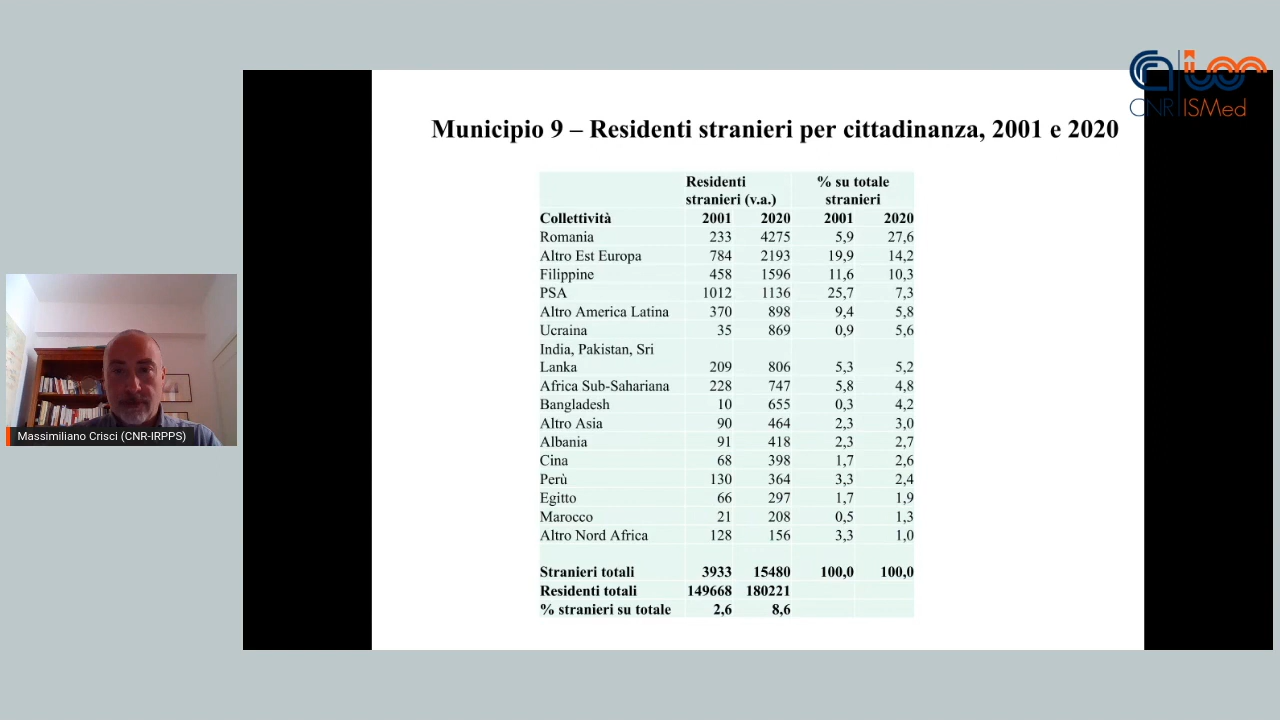 CNR ISMed
Municipio 9 – Residenti stranieri per cittadinanza, 2001 e 2020
Residenti stranieri (v.a.) % su totale stranieri
Collettività 2001 2020 2001 2020
Romania 233 4275 5,9 27,6
Altro Est Europa 784 2193 19,9 14,2
Filippine 458 1596 11,6 10,3
PSA 1012 1136 25,7 7,3
Altro America Latina 370 898 9,4 5,8
Ucraina 35 869 0,9 5,6
India, Pakistan, Sri
Lanka 209 806 5,3 5,2
Africa Sub-Sahariana 228 747 5,8 4,8
Bangladesh 10 655 0,3 4,2
Altro Asia 90 464 2,3 3,0
Albania 91 418 2,3 2,7
Cina 68 398 1,7 2,6
Perù 130 364 3,3 2,4
Egitto 66 297 1,7 1,9
Marocco 21 208 0,5 1,3
Altro Nord Africa 128 156 3,3 1,0
Stranieri totali 3933 15480 100,0 100,0
Residenti totali 149668 180221
% stranieri su totale 2,6 8,6
Massimiliano Crisci (CNR-IRPPS)